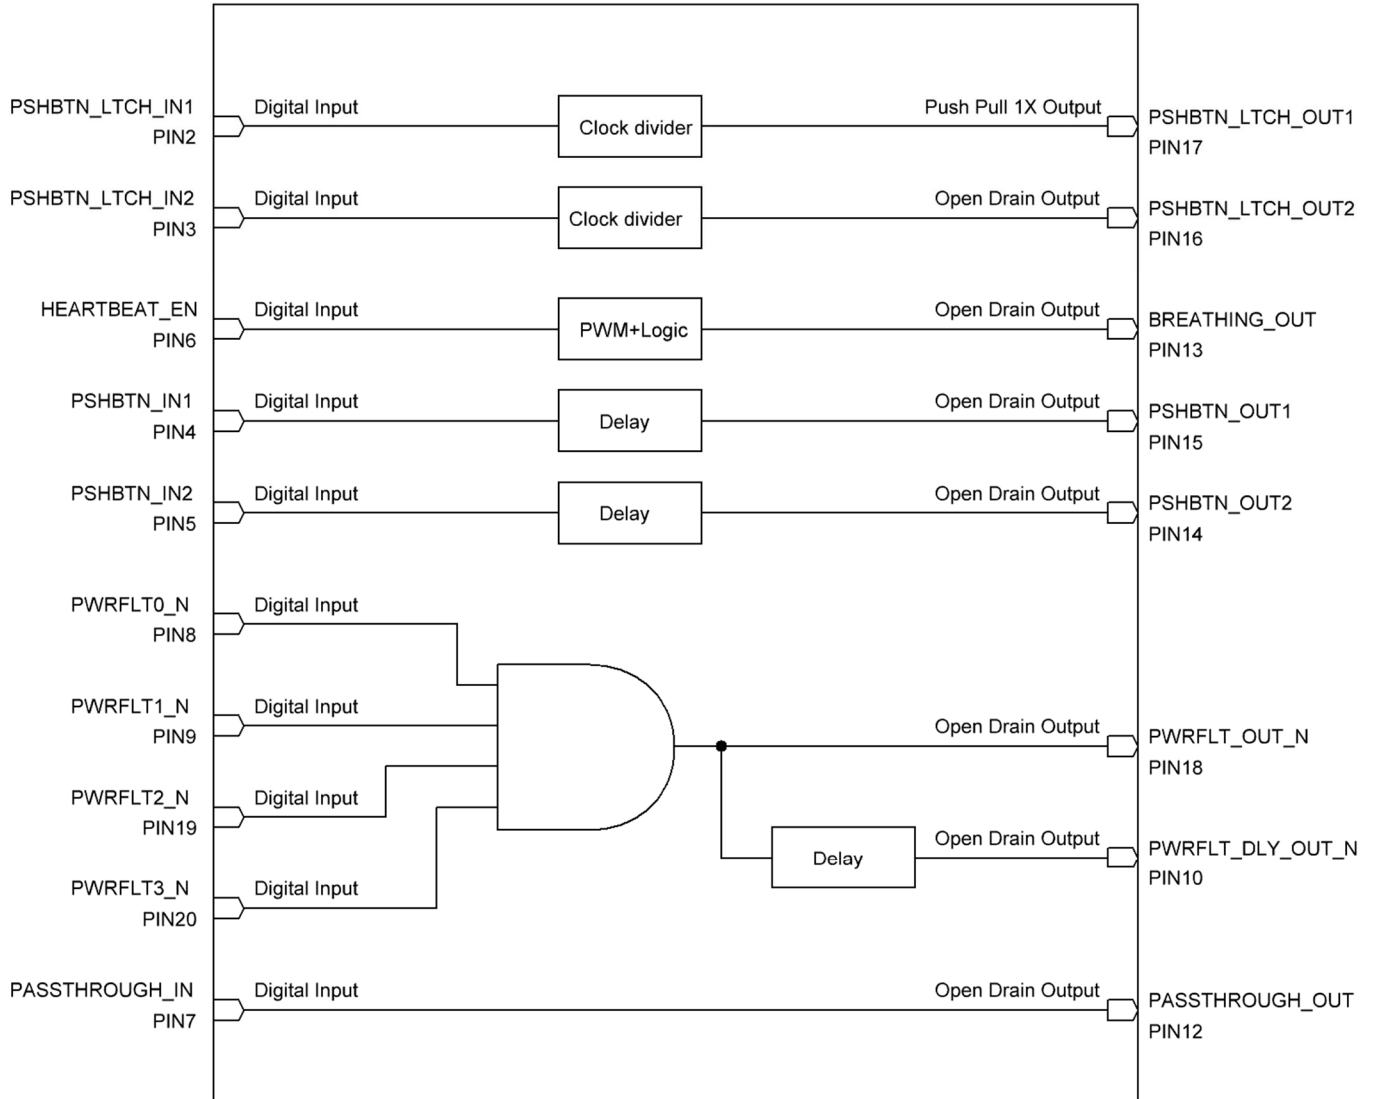 PSHBTN_LTCH_IN1
PIN2
Digital Input
Clock divider
Push Pull 1X Output
PSHBTN_LTCH_OUT1
PIN17
PSHBTN_LTCH_IN2
PIN3
Digital Input
Clock divider
Open Drain Output
PSHBTN_LTCH_OUT2
PIN16
HEARTBEAT_EN
PIN6
Digital Input
PWM+Logic
Open Drain Output
BREATHING_OUT
PIN13
PSHBTN_IN1
PIN4
Digital Input
Delay
Open Drain Output
PSHBTN_OUT1
PIN15
PSHBTN_IN2
PIN5
Digital Input
Delay
Open Drain Output
PSHBTN_OUT2
PIN14
PWRFLT0_N
PIN8
Digital Input
PWRFLT1_N
PIN9
Digital Input
Open Drain Output
PWRFLT_OUT_N
PIN18
PWRFLT2_N
PIN19
Digital Input
Delay
Open Drain Output
PWRFLT_DLY_OUT_N
PIN10
PWRFLT3_N
PIN20
Digital Input
PASSTHROUGH_IN
PIN7
Digital Input
Open Drain Output
PASSTHROUGH_OUT
PIN12